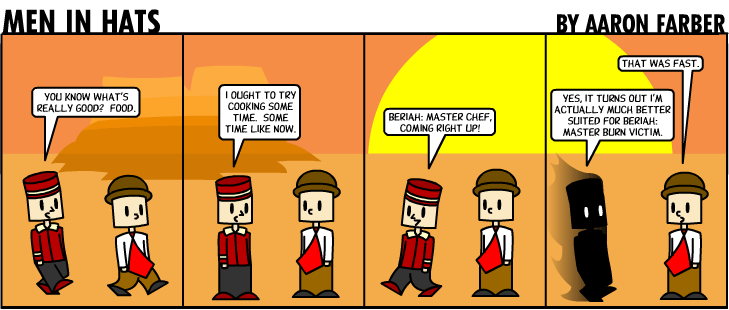 MEN IN HATS
BY AARON FARBER
YOU KNOW WHAT'S
REALLY GOOD? FOOD.
I OUGHT TO TRY
COOKING SOME
TIME. SOME
TIME LIKE NOW.
BERIAH: MASTER CHEF,
COMING RIGHT UP!
YES, IT TURNS OUT I'M
ACTUALLY MUCH BETTER
SUITED FOR BERIAH:
MASTER BURN VICTIM.
THAT WAS FAST.